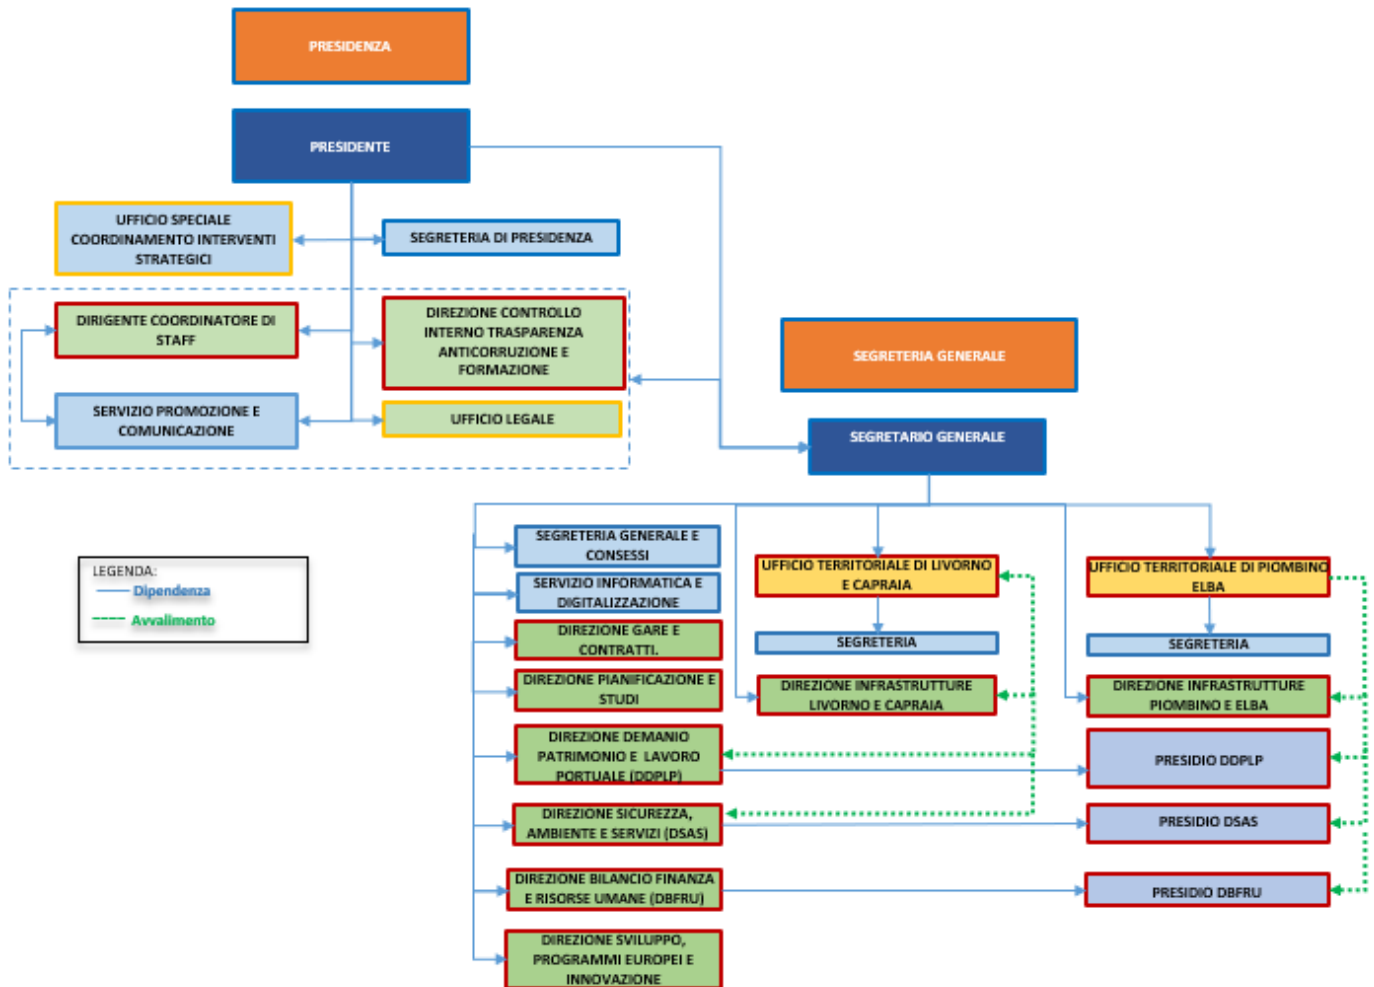 PRESIDENZA
PRESIDENTE
UFFICIO SPECIALE
COORDINAMENTO INTERVENTI
STRATEGICI
SEGRETERIA DI PRESIDENZA
DIRIGENTE COORDINATORE DI
STAFF
DIREZIONE CONTROLLO
INTERNO TRASPARENZA
ANTICORRUZIONE E
FORMAZIONE
SERVIZIO PROMOZIONE E
COMUNICAZIONE
UFFICIO LEGALE
SEGRETERIA GENERALE
SEGRETARIO GENERALE
LEGENDA:
Dipendenza
Avvalimento
SEGRETERIA GENERALE E
CONSESSI
SERVIZIO INFORMATICA E
DIGITALIZZAZIONE
DIREZIONE GARE E
CONTRATTI.
DIREZIONE PIANIFICAZIONE E
STUDI
DIREZIONE DEMANIO
PATRIMONIO E LAVORO
PORTUALE (DDPLP)
DIREZIONE SICUREZZA,
AMBIENTE E SERVIZI (DSAS)
DIREZIONE BILANCIO FINANZA
E RISORSE UMANE (DBFRU)
DIREZIONE SVILUPPO,
PROGRAMMI EUROPEI E
INNOVAZIONE
UFFICIO TERRITORIALE DI LIVORNO
E CAPRAIA
SEGRETERIA
DIREZIONE INFRASTRUTTURE
LIVORNO E CAPRAIA
UFFICIO TERRITORIALE DI PIOMBINO
ELBA
SEGRETERIA
DIREZIONE INFRASTRUTTURE
PIOMBINO E ELBA
PRESIDIO DDPLP
PRESIDIO DSAS
PRESIDIO DBFRU